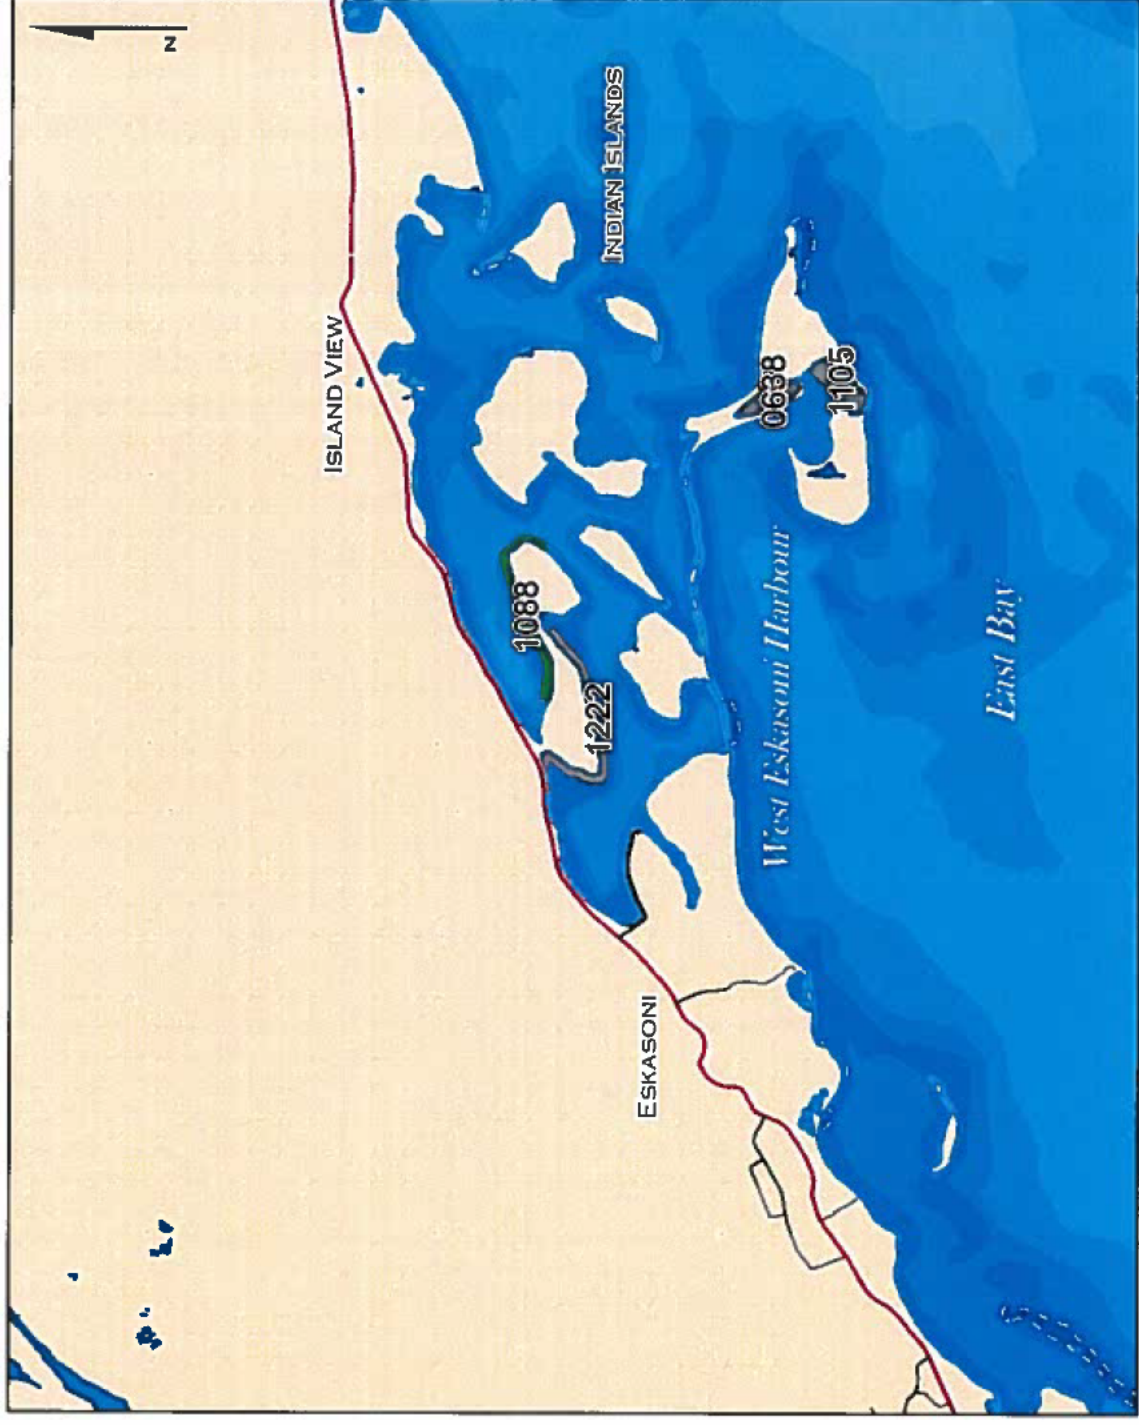 N
ISLAND VIEW
INDIAN ISLANDS
1088
1222
0638
1105
ESKASONI
West Eskasoni Harbour
East Bay